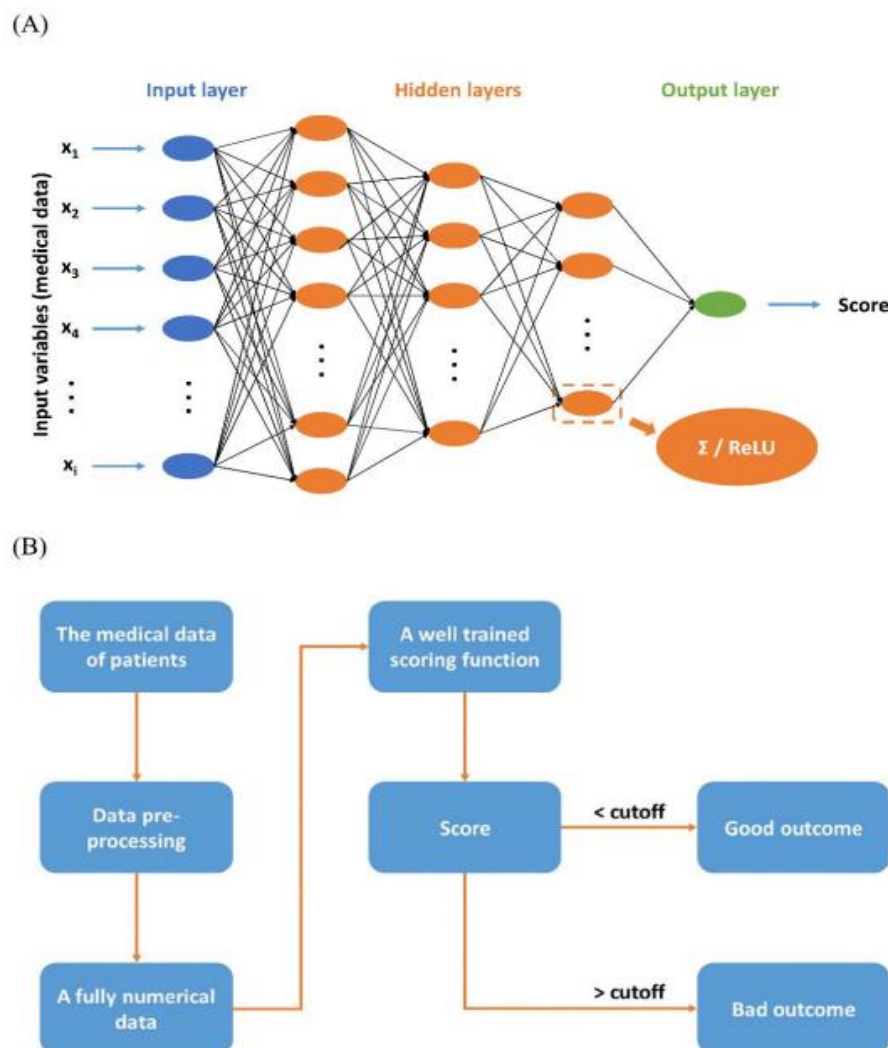 (A)
Input layer
Hidden layers
Output layer
Input variables (medical data)
x1
x2
x3
x4
xi
Score
Σ / ReLU
(B)
The medical data
of patients
A well trained
scoring function
Data pre-
processing
Score
< cutoff
Good outcome
A fully numerical
data
> cutoff
Bad outcome